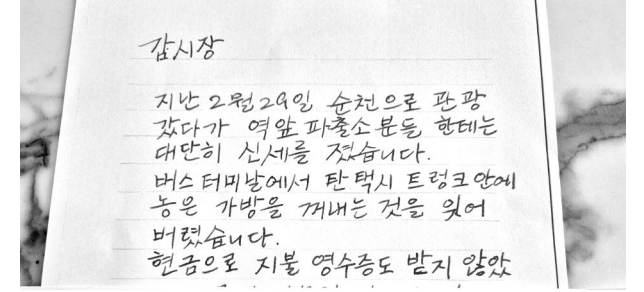 감시장
지난 2월29일 순천으로 관광
갔다가 역앞 파출소분들 한테는
대단히 신세를 졌습니다.
버스터미날에서 탄 택시 트렁크안에
놓은 가방을 꺼내는 것을 잊어
버렸습니다.
현금으로 지불 영수증도 받지 않았